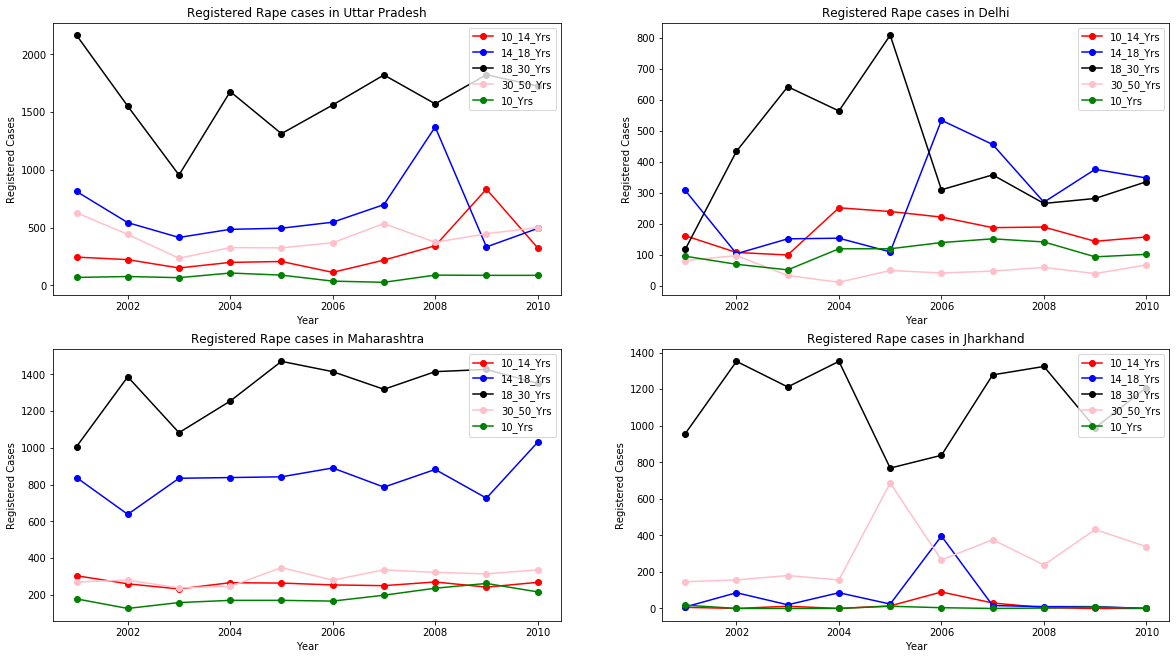 Registered Rape cases in Uttar Pradesh
Registered Cases
2000
1500
1000
500
0
10_14_Yrs
14_18_Yrs
18_30_Yrs
30_50_Yrs
10_Yrs
2002 2004 2006 2008 2010
Year
Registered Rape cases in Delhi
Registered Cases
800
700
600
500
400
300
200
100
0
10_14_Yrs
14_18_Yrs
18_30_Yrs
30_50_Yrs
10_Yrs
2002 2004 2006 2008 2010
Year
Registered Rape cases in Maharashtra
Registered Cases
1400
1200
1000
800
600
400
200
10_14_Yrs
14_18_Yrs
18_30_Yrs
30_50_Yrs
10_Yrs
2002 2004 2006 2008 2010
Year
Registered Rape cases in Jharkhand
Registered Cases
1400
1200
1000
800
600
400
200
0
10_14_Yrs
14_18_Yrs
18_30_Yrs
30_50_Yrs
10_Yrs
2002 2004 2006 2008 2010
Year